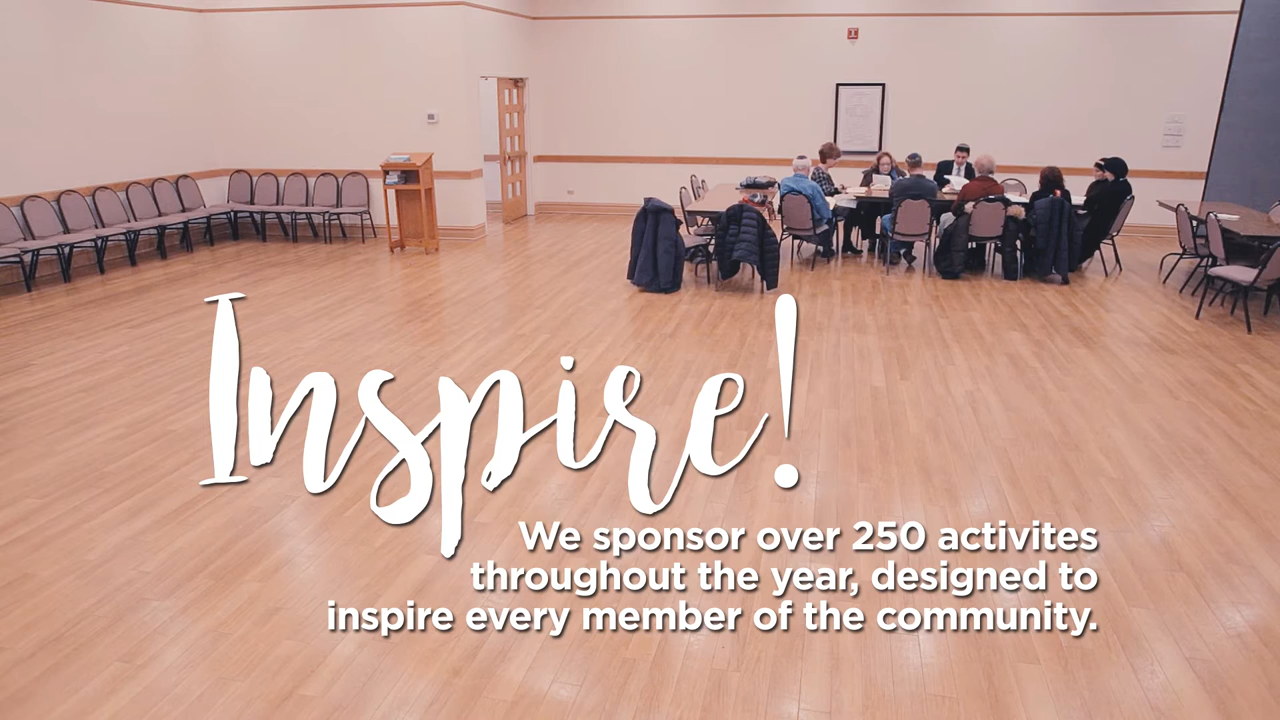 Inspire!
We sponsor over 250 activites
throughout the year, designed to
inspire every member of the community.